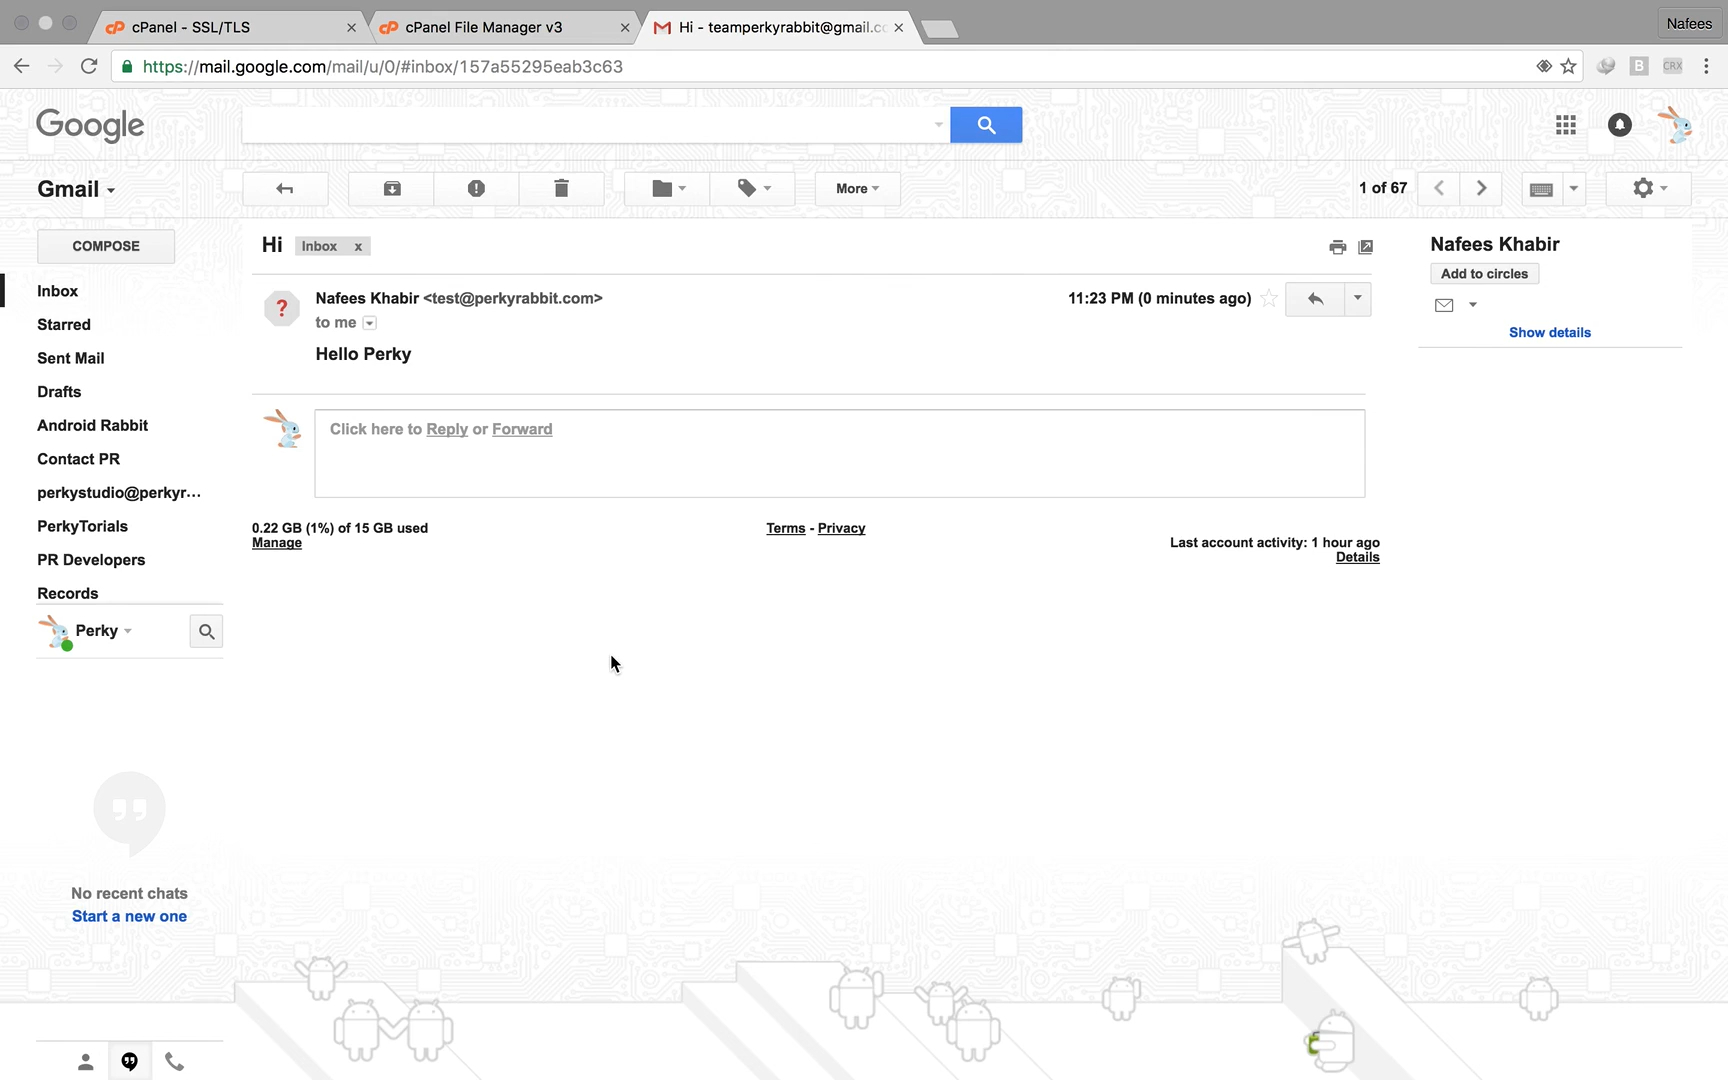 cPanel - SSL/TLS
cPanel File Manager v3
Hi - teamperkyrabbit@gmail.co
Nafees
https://mail.google.com/mail/u/0/#inbox/157a55295eab3c63
B
CRX
Google
Gmail
More
1 of 67
COMPOSE
Hi
Inbox x
Nafees Khabir
Add to circles
Show details
Inbox
Starred
Sent Mail
Drafts
Android Rabbit
Contact PR
perkystudio@perkyr...
PerkyTorials
PR Developers
Records
Perky
?
Nafees Khabir <test@perkyrabbit.com>
11:23 PM (0 minutes ago)
to me
Hello Perky
Click here to Reply or Forward
0.22 GB (1%) of 15 GB used
Manage
Terms - Privacy
Last account activity: 1 hour ago
Details
No recent chats
Start a new one